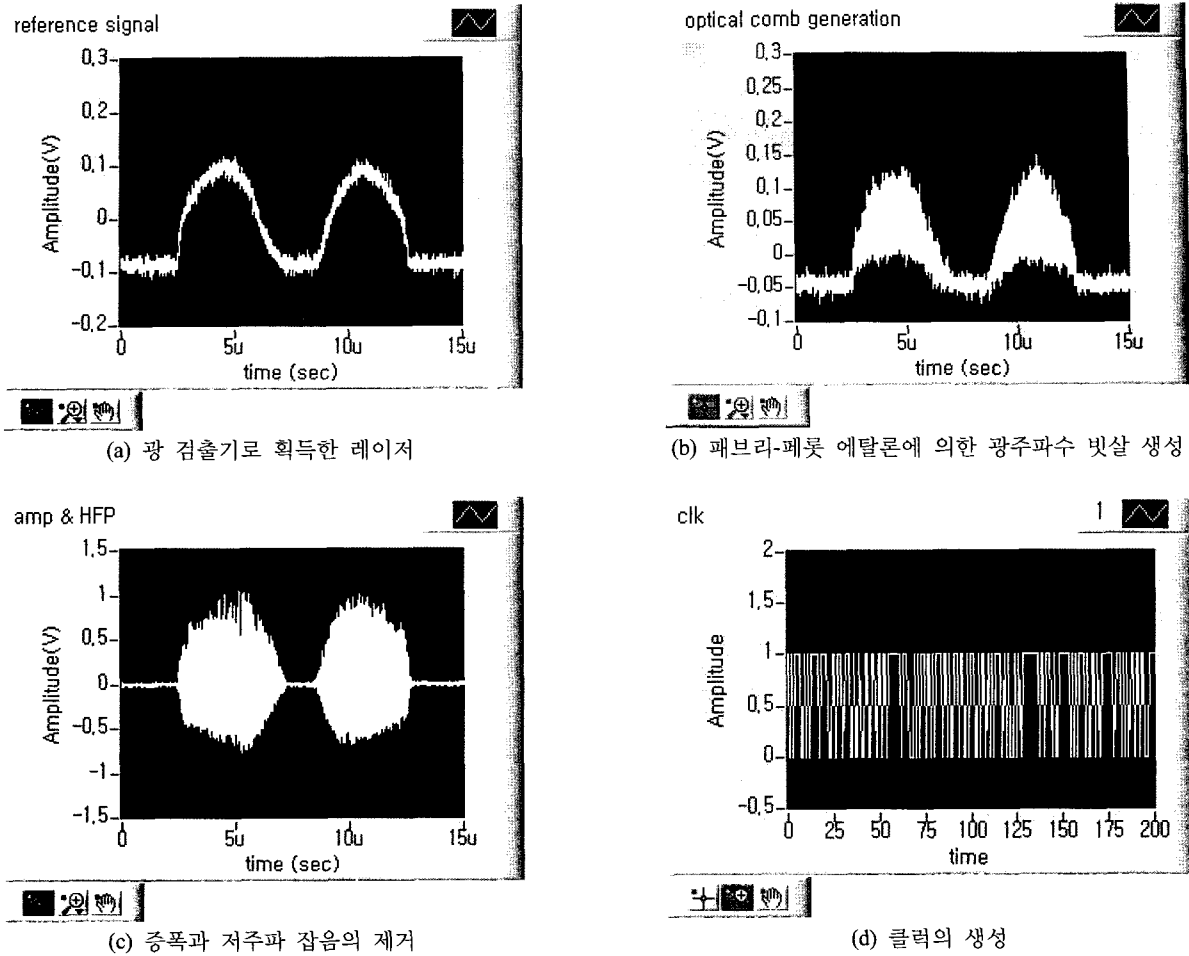 reference signal
Amplitude(V)
0,3
0,2
0,1
0
-0,1
-0,2
0 5u 10u 15u
time (sec)
(a) 광 검출기로 획득한 레이저
optical comb generation
Amplitude(V)
0,3
0,25
0,2
0,15
0,1
0,05
0
-0,05
-0,1
0 5u 10u 15u
time (sec)
(b) 패브리-페롯 에탈론에 의한 광주파수 빗살 생성
amp & HFP
Amplitude(V)
1,5
1
0,5
0
-0,5
-1
-1,5
0 5u 10u 15u
time (sec)
(c) 증폭과 저주파 잡음의 제거
clk 1
Amplitude
2
1,5
1
0,5
0
-0,5
0 25 50 75 100 125 150 175 200
time
(d) 클럭의 생성